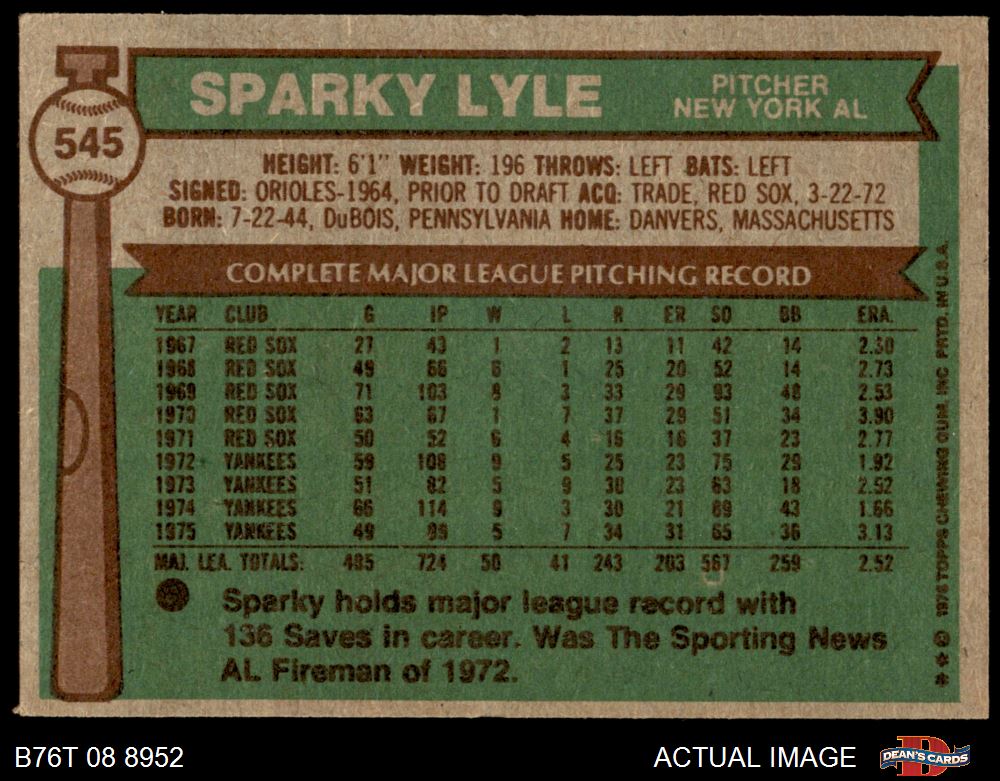 SPARKY LYLE
PITCHER
NEW YORK AL
545
HEIGHT: 6'1" WEIGHT: 196 THROWS: LEFT BATS: LEFT
SIGNED: ORIOLES-1964, PRIOR TO DRAFT ACQ: TRADE, RED SOX, 3-22-72
BORN: 7-22-44, DuBOIS, PENNSYLVANIA HOME: DANVERS, MASSACHUSETTS
COMPLETE MAJOR LEAGUE PITCHING RECORD
YEAR CLUB G IP W L R ER SO BB ERA.
1967 RED SOX 27 43 1 2 13 11 42 14 2.30
1968 RED SOX 49 66 6 1 25 20 52 14 2.73
1969 RED SOX 71 103 8 3 33 29 93 48 2.53
1970 RED SOX 63 67 1 7 37 29 51 34 3.90
1971 RED SOX 50 52 6 4 16 16 37 23 2.77
1972 YANKEES 59 108 9 5 25 23 75 29 1.92
1973 YANKEES 51 82 5 9 30 23 63 18 2.52
1974 YANKEES 66 114 9 3 30 21 89 43 1.66
1975 YANKEES 49 89 5 7 34 31 65 36 3.13
MAJ. LEA. TOTALS: 485 724 50 41 243 203 567 259 2.52
Sparky holds major league record with
136 Saves in career. Was The Sporting News
AL Fireman of 1972.
** © 1976 TOPPS CHEWING GUM, INC PRTD. IN U.S.A.
B76T 08 8952
ACTUAL IMAGE
D
DEAN'S CARDS